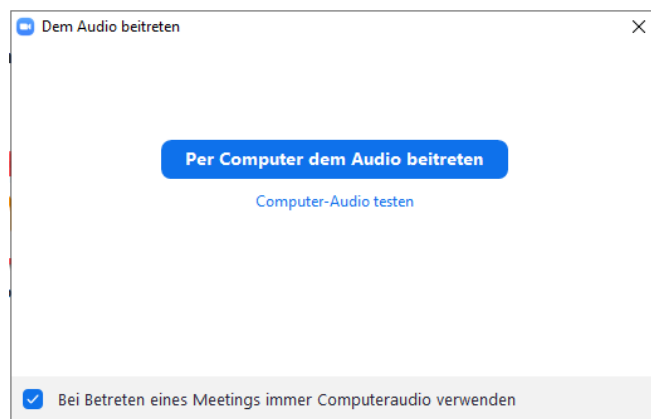 Dem Audio beitreten
Per Computer dem Audio beitreten
Computer-Audio testen
Bei Betreten eines Meetings immer Computeraudio verwenden